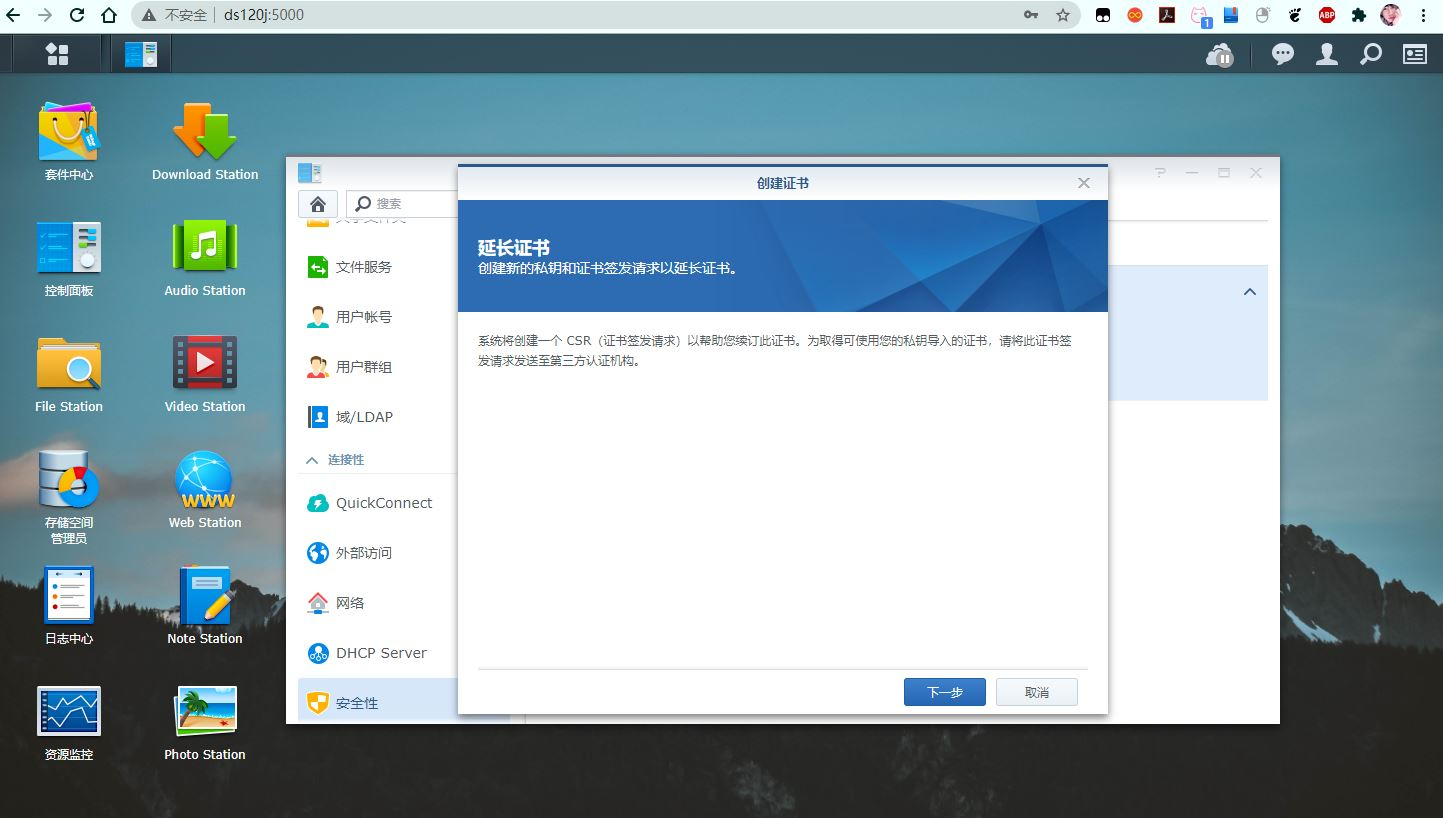 不安全
ds120j:5000
1
ABP
套件中心
Download Station
控制面板
Audio Station
File Station
Video Station
存储空间
管理员
WWW
Web Station
日志中心
Note Station
资源监控
Photo Station
搜索
共享文件夹
文件服务
用户帐号
用户群组
域/LDAP
连接性
QuickConnect
外部访问
网络
DHCP Server
安全性
创建证书
延长证书
创建新的私钥和证书签发请求以延长证书。
系统将创建一个 CSR（证书签发请求）以帮助您续订此证书。为取得可使用您的私钥导入的证书，请将此证书签
发请求发送至第三方认证机构。
下一步
取消